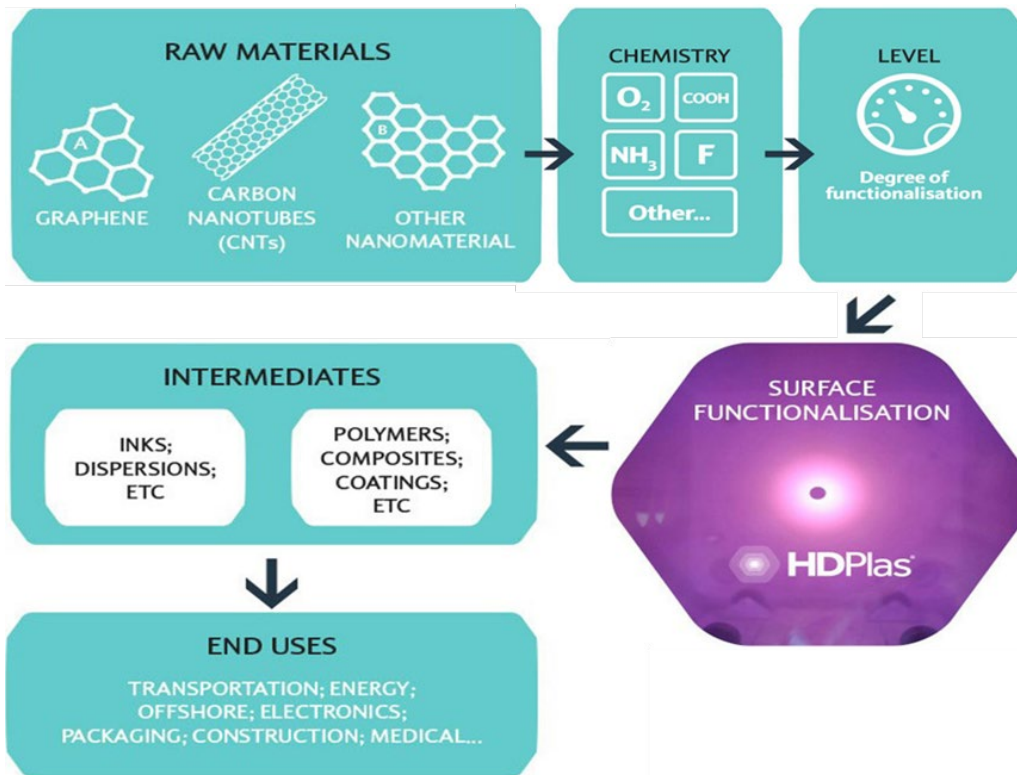 RAW MATERIALS
A
GRAPHENE
CARBON
NANOTUBES
(CNTs)
B
OTHER
NANOMATERIAL
CHEMISTRY
O₂
COOH
NH₃
F
Other...
LEVEL
Degree of
functionalisation
SURFACE
FUNCTIONALISATION
HDPlas®
INTERMEDIATES
INKS;
DISPERSIONS;
ETC
POLYMERS;
COMPOSITES;
COATINGS;
ETC
END USES
TRANSPORTATION; ENERGY;
OFFSHORE; ELECTRONICS;
PACKAGING; CONSTRUCTION; MEDICAL...